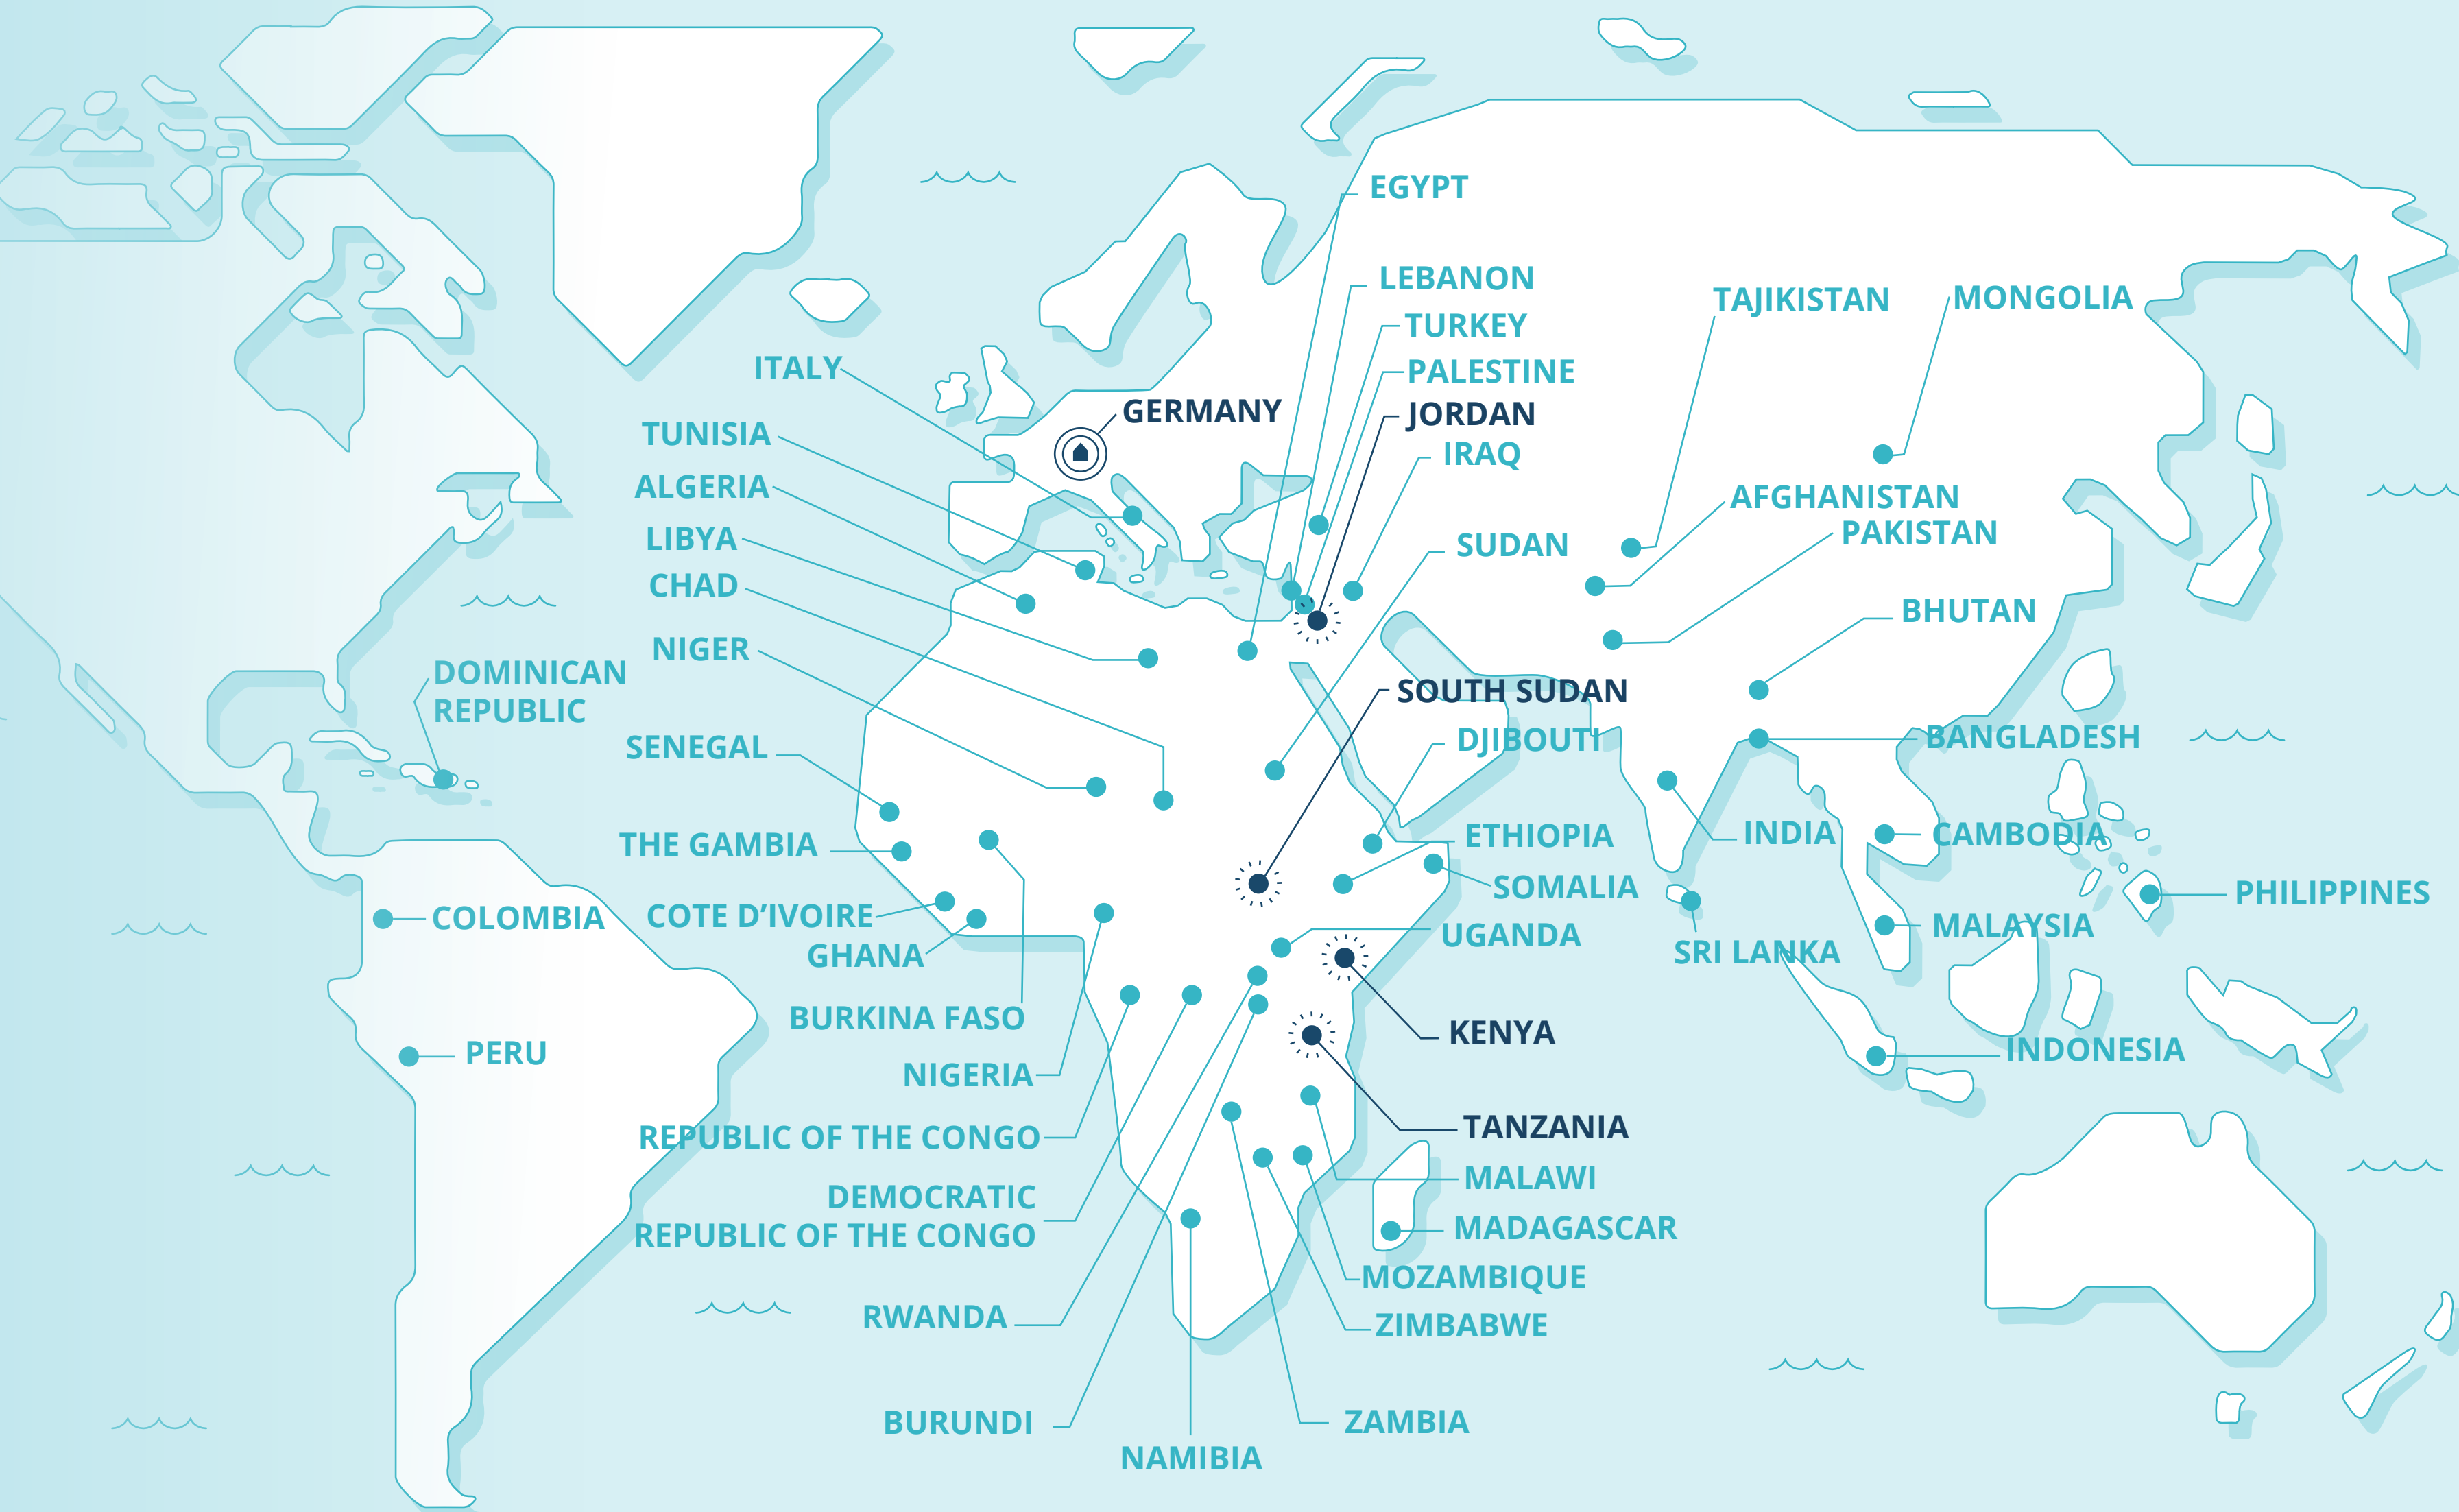 EGYPT
LEBANON
TAJIKISTAN
MONGOLIA
TURKEY
ITALY
PALESTINE
GERMANY
JORDAN
TUNISIA
IRAQ
ALGERIA
AFGHANISTAN
PAKISTAN
LIBYA
SUDAN
CHAD
BHUTAN
NIGER
DOMINICAN
REPUBLIC
SOUTH SUDAN
DJIBOUTI
BANGLADESH
SENEGAL
INDIA
CAMBODIA
ETHIOPIA
THE GAMBIA
SOMALIA
PHILIPPINES
COLOMBIA
COTE D’IVOIRE
MALAYSIA
UGANDA
GHANA
SRI LANKA
BURKINA FASO
KENYA
INDONESIA
PERU
NIGERIA
TANZANIA
REPUBLIC OF THE CONGO
MALAWI
DEMOCRATIC
REPUBLIC OF THE CONGO
MADAGASCAR
MOZAMBIQUE
RWANDA
ZIMBABWE
BURUNDI
ZAMBIA
NAMIBIA